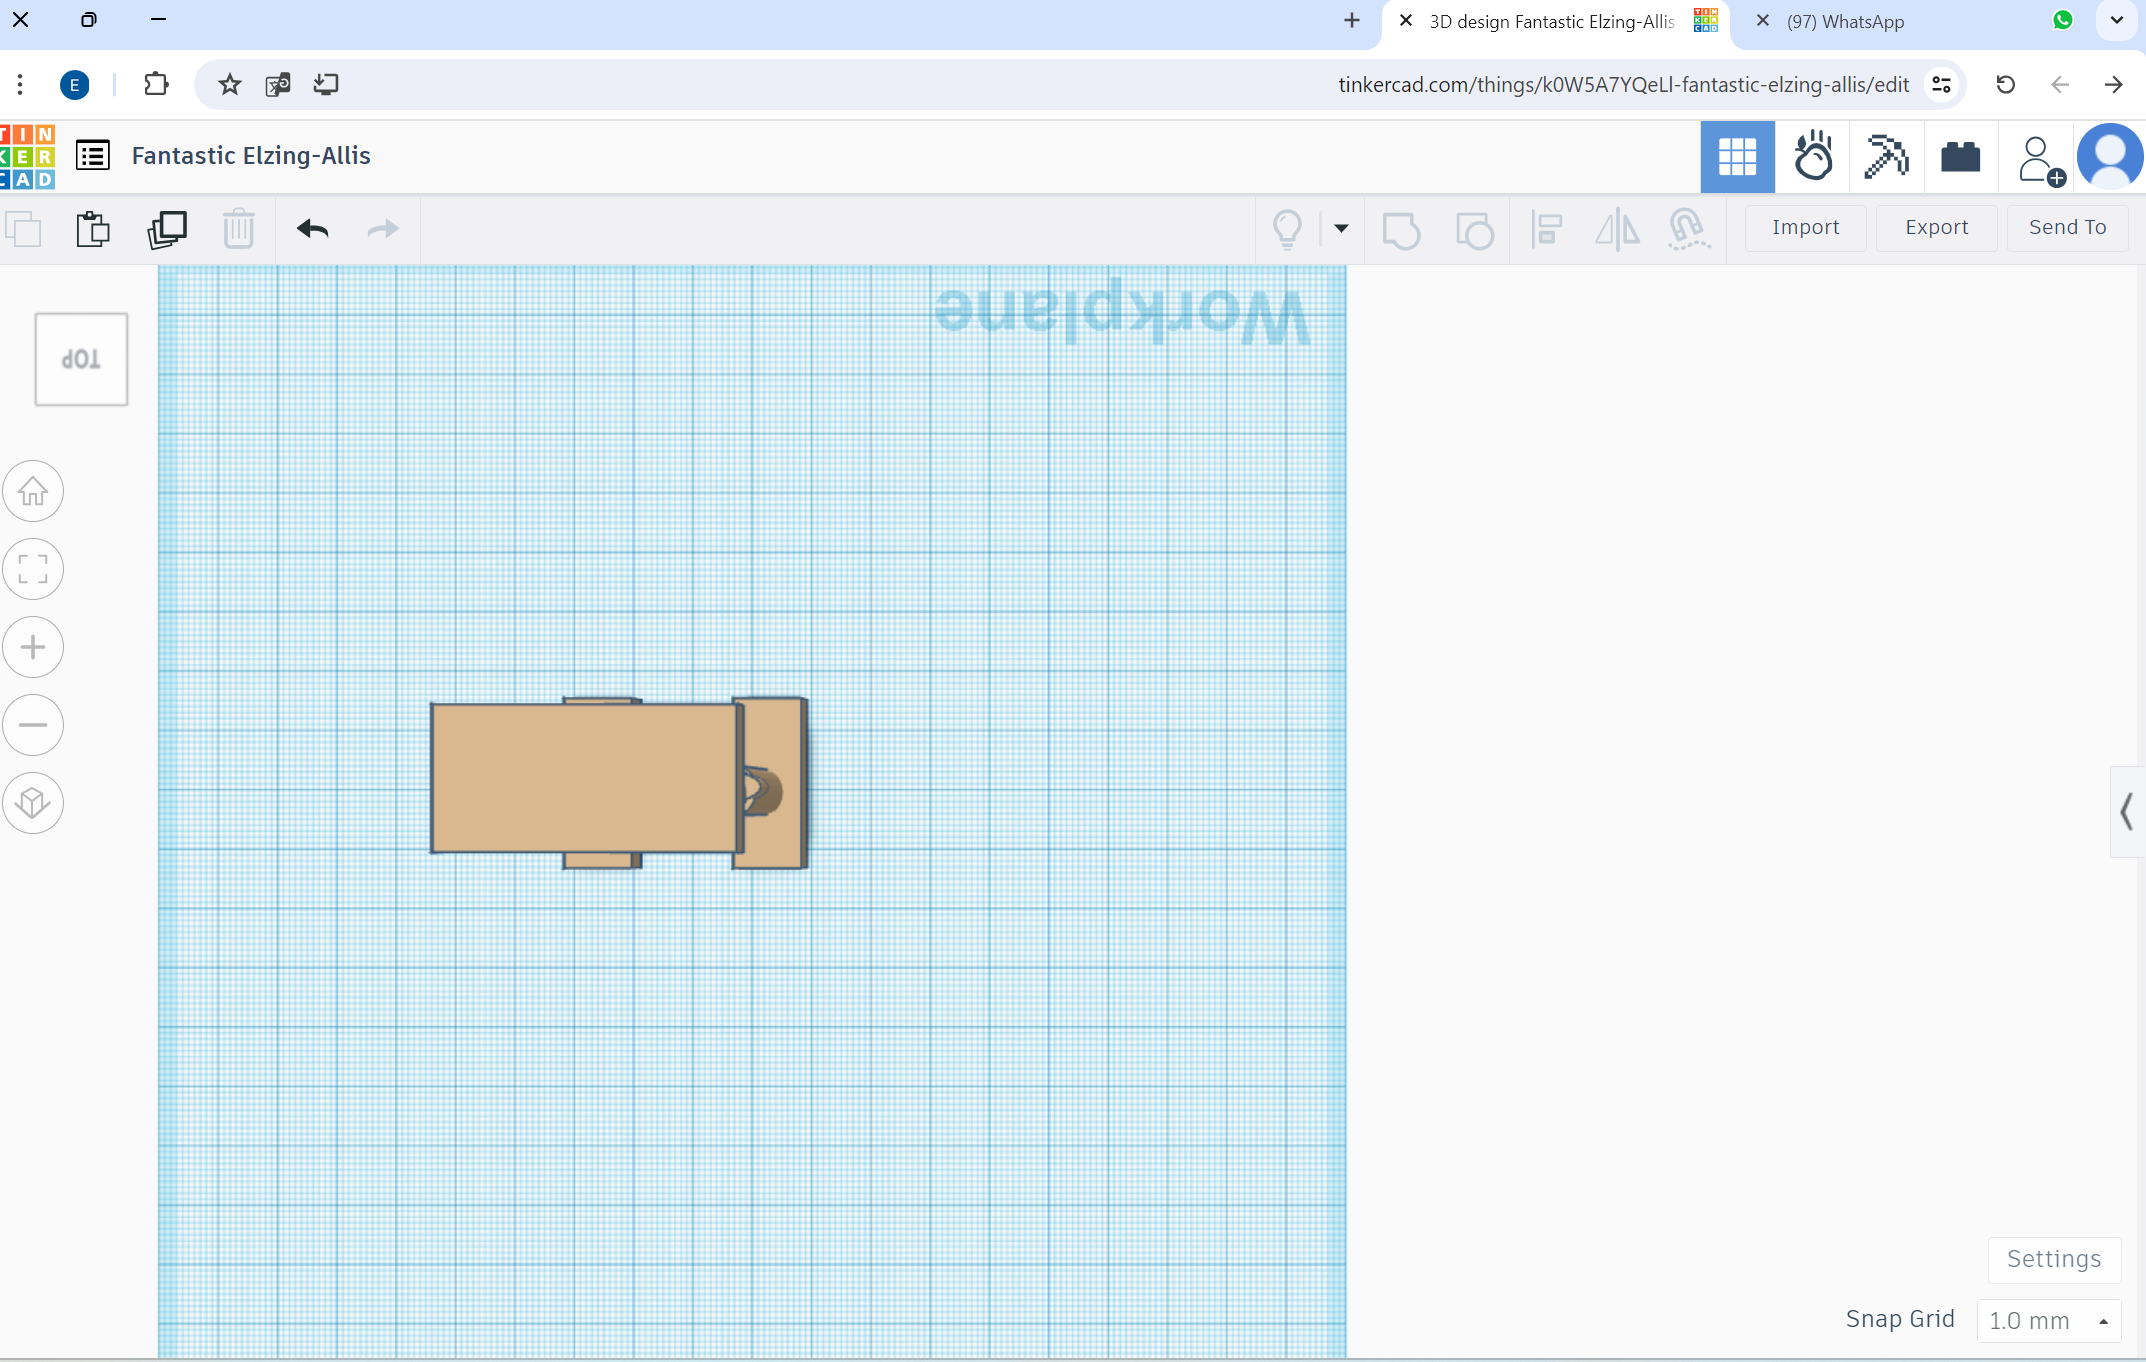 3D design Fantastic Elzing-Allis
(97) WhatsApp
E
tinkercad.com/things/k0W5A7YQeLl-fantastic-elzing-allis/edit
TIN
KER
CAD
Fantastic Elzing-Allis
Import
Export
Send To
Workplane
TOP
Settings
Snap Grid
1.0 mm